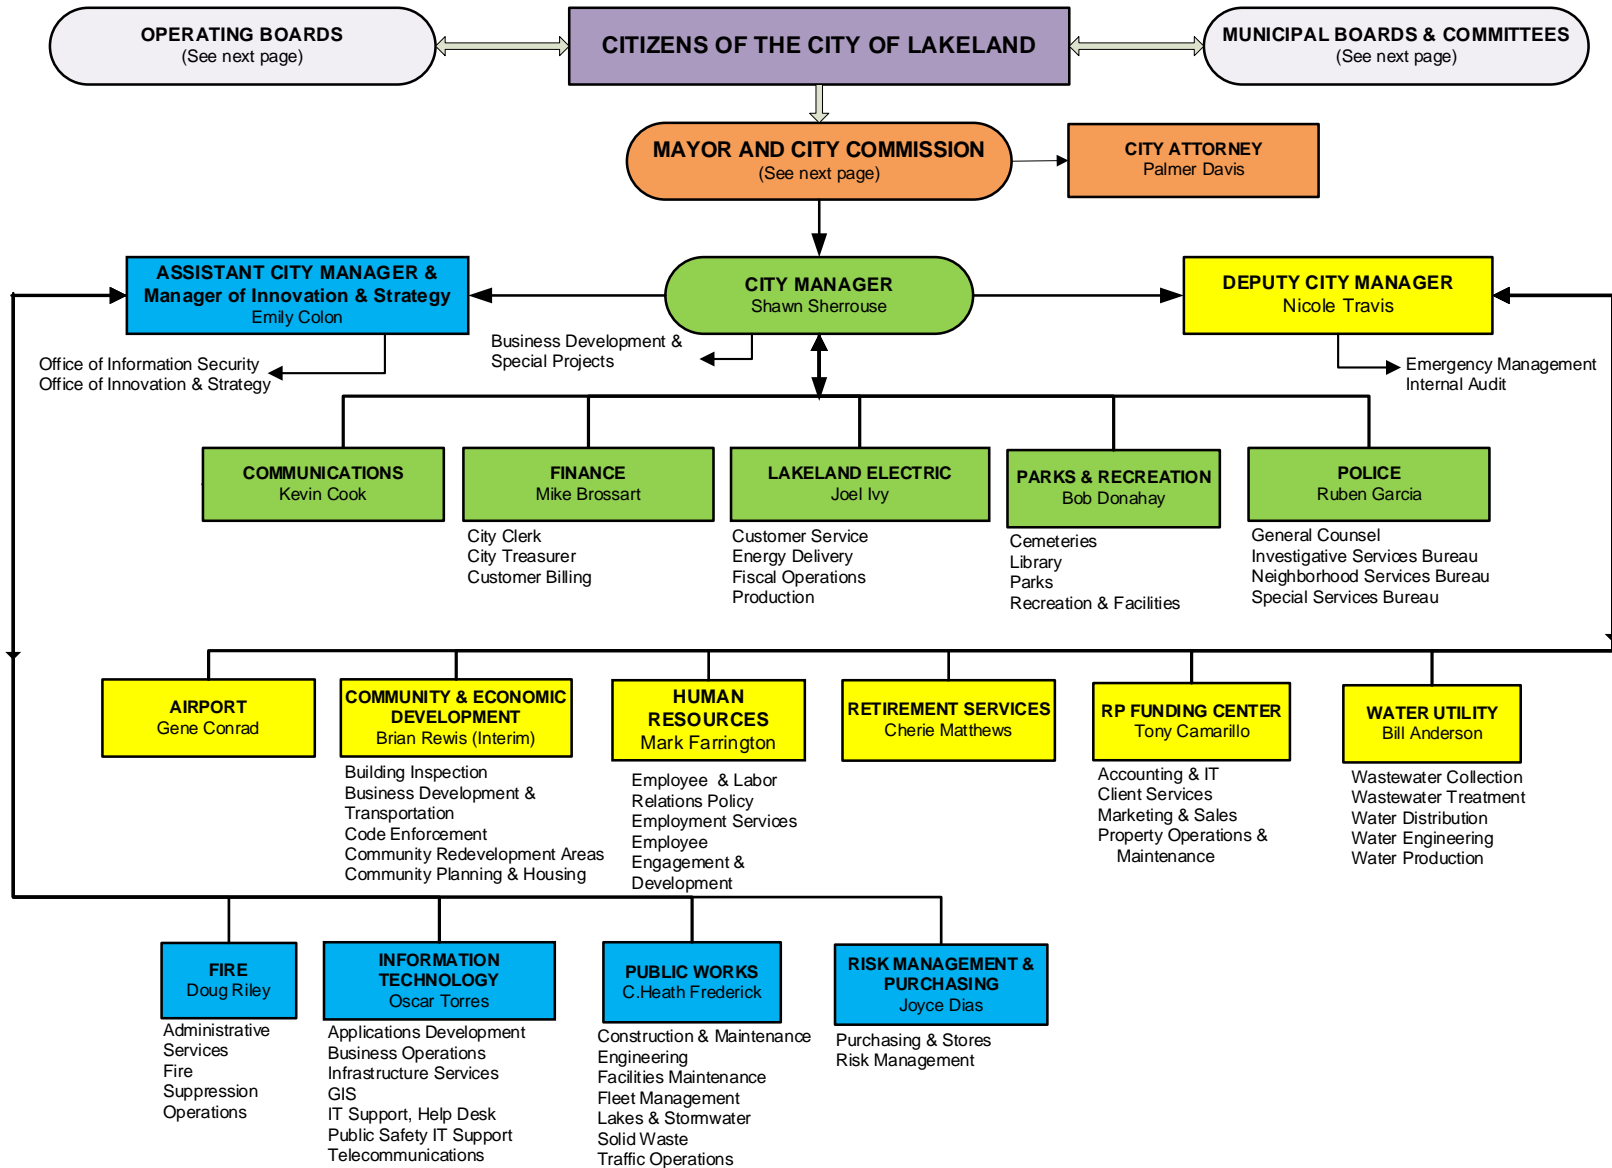 OPERATING BOARDS
(See next page)
CITIZENS OF THE CITY OF LAKELAND
MUNICIPAL BOARDS & COMMITTEES
(See next page)
MAYOR AND CITY COMMISSION
(See next page)
CITY ATTORNEY
Palmer Davis
ASSISTANT CITY MANAGER &
Manager of Innovation & Strategy
Emily Colon
CITY MANAGER
Shawn Sherrouse
DEPUTY CITY MANAGER
Nicole Travis
Office of Information Security
Office of Innovation & Strategy
Business Development &
Special Projects
Emergency Management
Internal Audit
COMMUNICATIONS
Kevin Cook
FINANCE
Mike Brossart
City Clerk
City Treasurer
Customer Billing
LAKELAND ELECTRIC
Joel Ivy
Customer Service
Energy Delivery
Fiscal Operations
Production
PARKS & RECREATION
Bob Donahay
Cemeteries
Library
Parks
Recreation & Facilities
POLICE
Ruben Garcia
General Counsel
Investigative Services Bureau
Neighborhood Services Bureau
Special Services Bureau
AIRPORT
Gene Conrad
COMMUNITY & ECONOMIC
DEVELOPMENT
Brian Rewis (Interim)
Building Inspection
Business Development &
Transportation
Code Enforcement
Community Redevelopment Areas
Community Planning & Housing
HUMAN
RESOURCES
Mark Farrington
Employee & Labor
Relations Policy
Employment Services
Employee
Engagement &
Development
RETIREMENT SERVICES
Cherie Matthews
RP FUNDING CENTER
Tony Camarillo
Accounting & IT
Client Services
Marketing & Sales
Property Operations &
Maintenance
WATER UTILITY
Bill Anderson
Wastewater Collection
Wastewater Treatment
Water Distribution
Water Engineering
Water Production
FIRE
Doug Riley
Administrative
Services
Fire
Suppression
Operations
INFORMATION
TECHNOLOGY
Oscar Torres
Applications Development
Business Operations
Infrastructure Services
GIS
IT Support, Help Desk
Public Safety IT Support
Telecommunications
PUBLIC WORKS
C.Heath Frederick
Construction & Maintenance
Engineering
Facilities Maintenance
Fleet Management
Lakes & Stormwater
Solid Waste
Traffic Operations
RISK MANAGEMENT &
PURCHASING
Joyce Dias
Purchasing & Stores
Risk Management